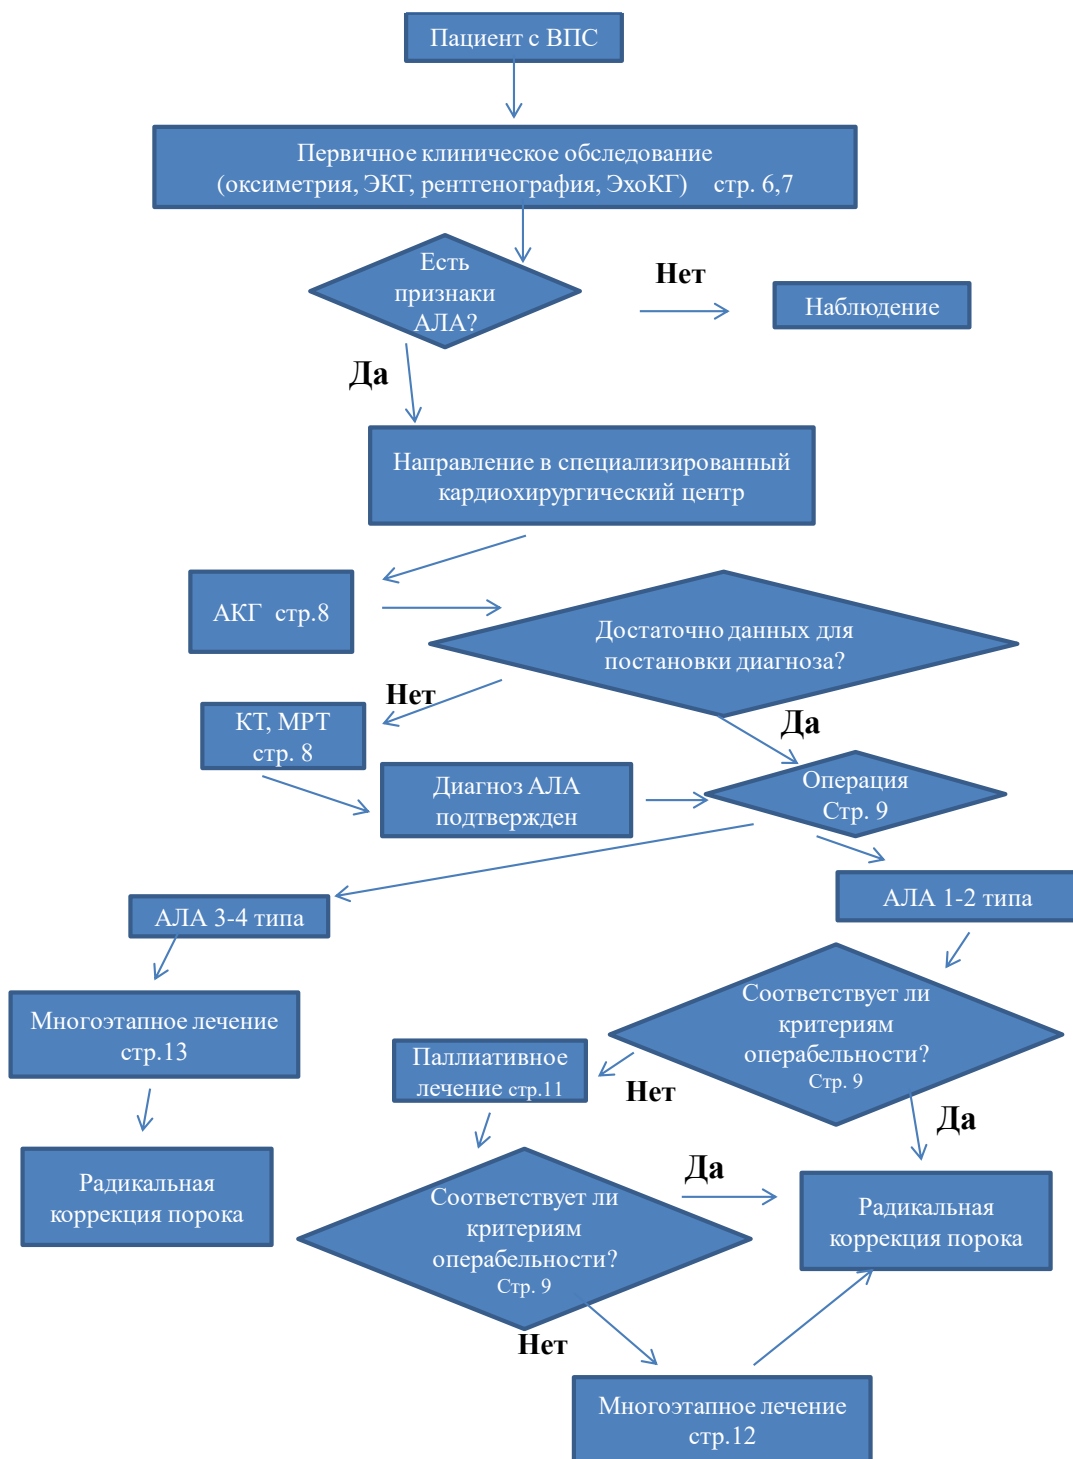 Пациент с ВПС
Первичное клиническое обследование
(оксиметрия, ЭКГ, рентгенография, ЭхоКГ) стр. 6,7
Есть
признаки
АЛА?
Нет
Наблюдение
Да
Направление в специализированный
кардиохирургический центр
АКГ стр.8
Достаточно данных для
постановки диагноза?
Нет
Да
КТ, МРТ
стр. 8
Диагноз АЛА
подтвержден
Операция
Стр. 9
АЛА 3-4 типа
АЛА 1-2 типа
Многоэтапное лечение
стр.13
Соответствует ли
критериям
операбельности?
Стр. 9
Паллиативное
лечение стр.11
Нет
Да
Радикальная
коррекция порока
Соответствует ли
критериям
операбельности?
Стр. 9
Да
Радикальная
коррекция порока
Нет
Многоэтапное лечение
стр.12